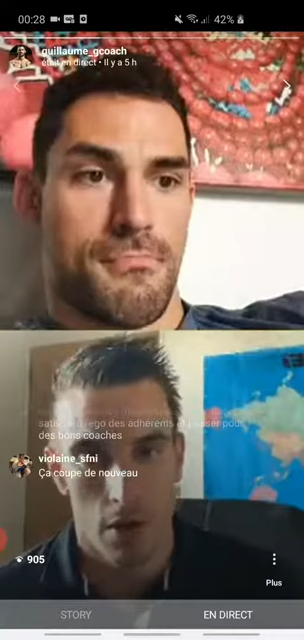 00:28
42%
guillaume_gcoach
était en direct • Il y a 5 h
des adhérents
des bons coaches
violaine_sfni
Ça coupe de nouveau
905
Plus
STORY
EN DIRECT